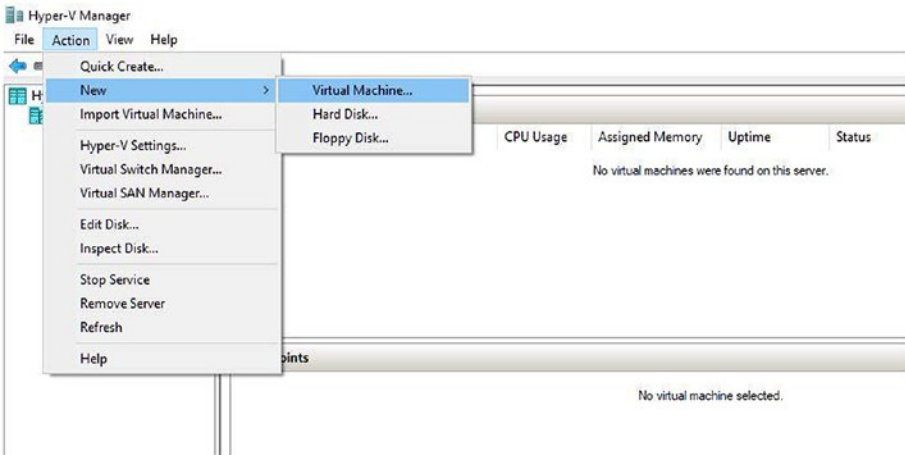 Hyper-V Manager
File Action View Help
Quick Create...
New >
Virtual Machine...
Import Virtual Machine...
Hard Disk...
Floppy Disk...
Hyper-V Settings...
Virtual Switch Manager...
Virtual SAN Manager...
Edit Disk...
Inspect Disk...
Stop Service
Remove Server
Refresh
Help
H
CPU Usage Assigned Memory Uptime Status
No virtual machines were found on this server.
oints
No virtual machine selected.